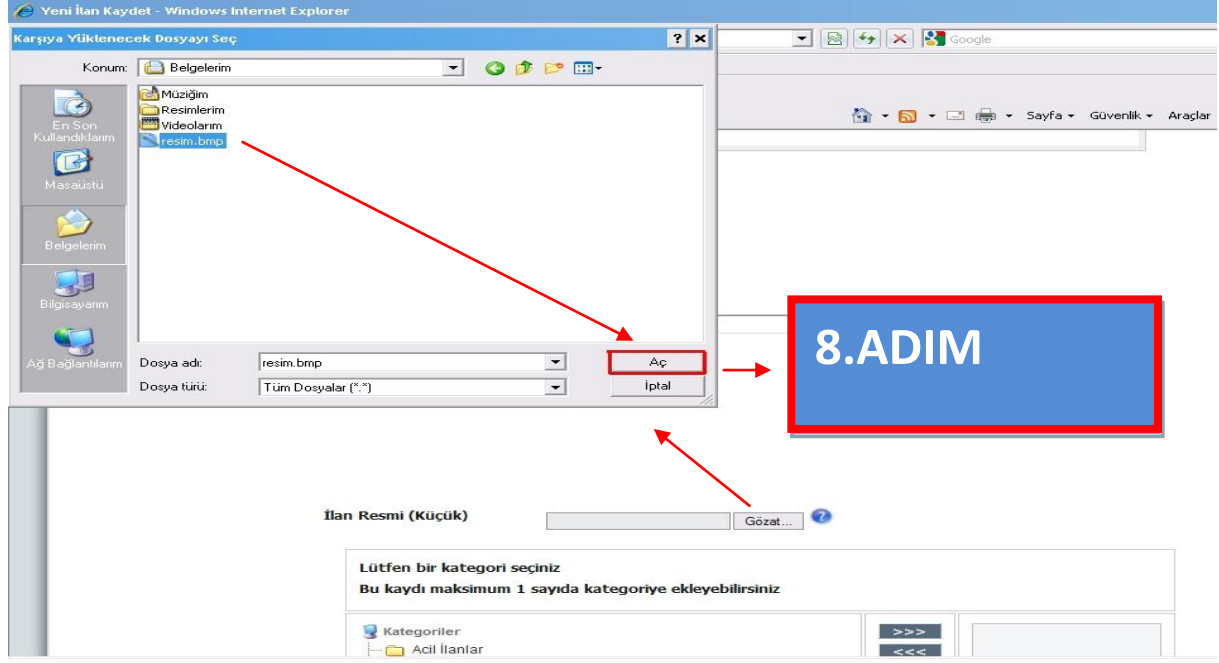 Yeni İlan Kaydet - Windows Internet Explorer
Karşıya Yüklenecek Dosyayı Seç
Google
Konum:
Belgelerim
Sayfa
Güvenlik
Araçlar
En Son
Kullandıklarım
Masaüstü
Belgelerim
Bilgisayarım
Ağ Bağlantılarım
Müziğim
Resimlerim
Videolarım
resim.bmp
Dosya adı:
resim.bmp
Aç
Dosya türü:
Tüm Dosyalar (*.*)
İptal
8.ADIM
İlan Resmi (Küçük)
Gözat...
Lütfen bir kategori seçiniz
Bu kaydı maksimum 1 sayıda kategoriye ekleyebilirsiniz
Kategoriler
Acil İlanlar
>>>
<<<